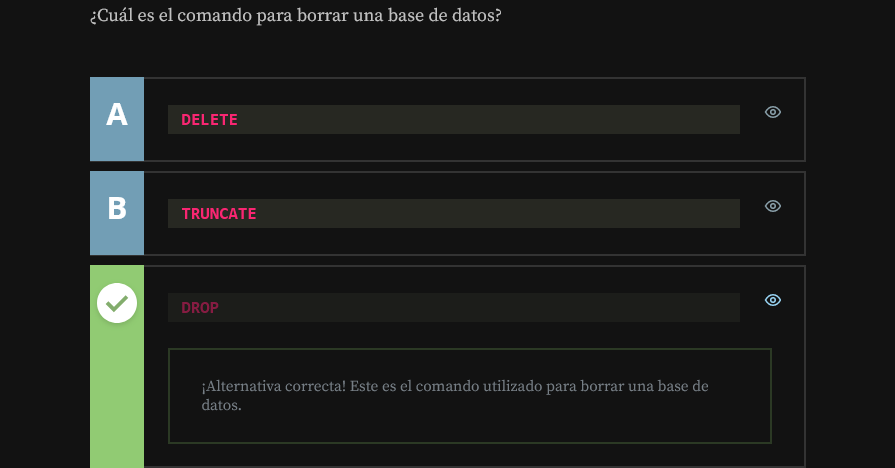 ¿Cuál es el comando para borrar una base de datos?
A
DELETE
B
TRUNCATE
DROP
¡Alternativa correcta! Este es el comando utilizado para borrar una base de
datos.